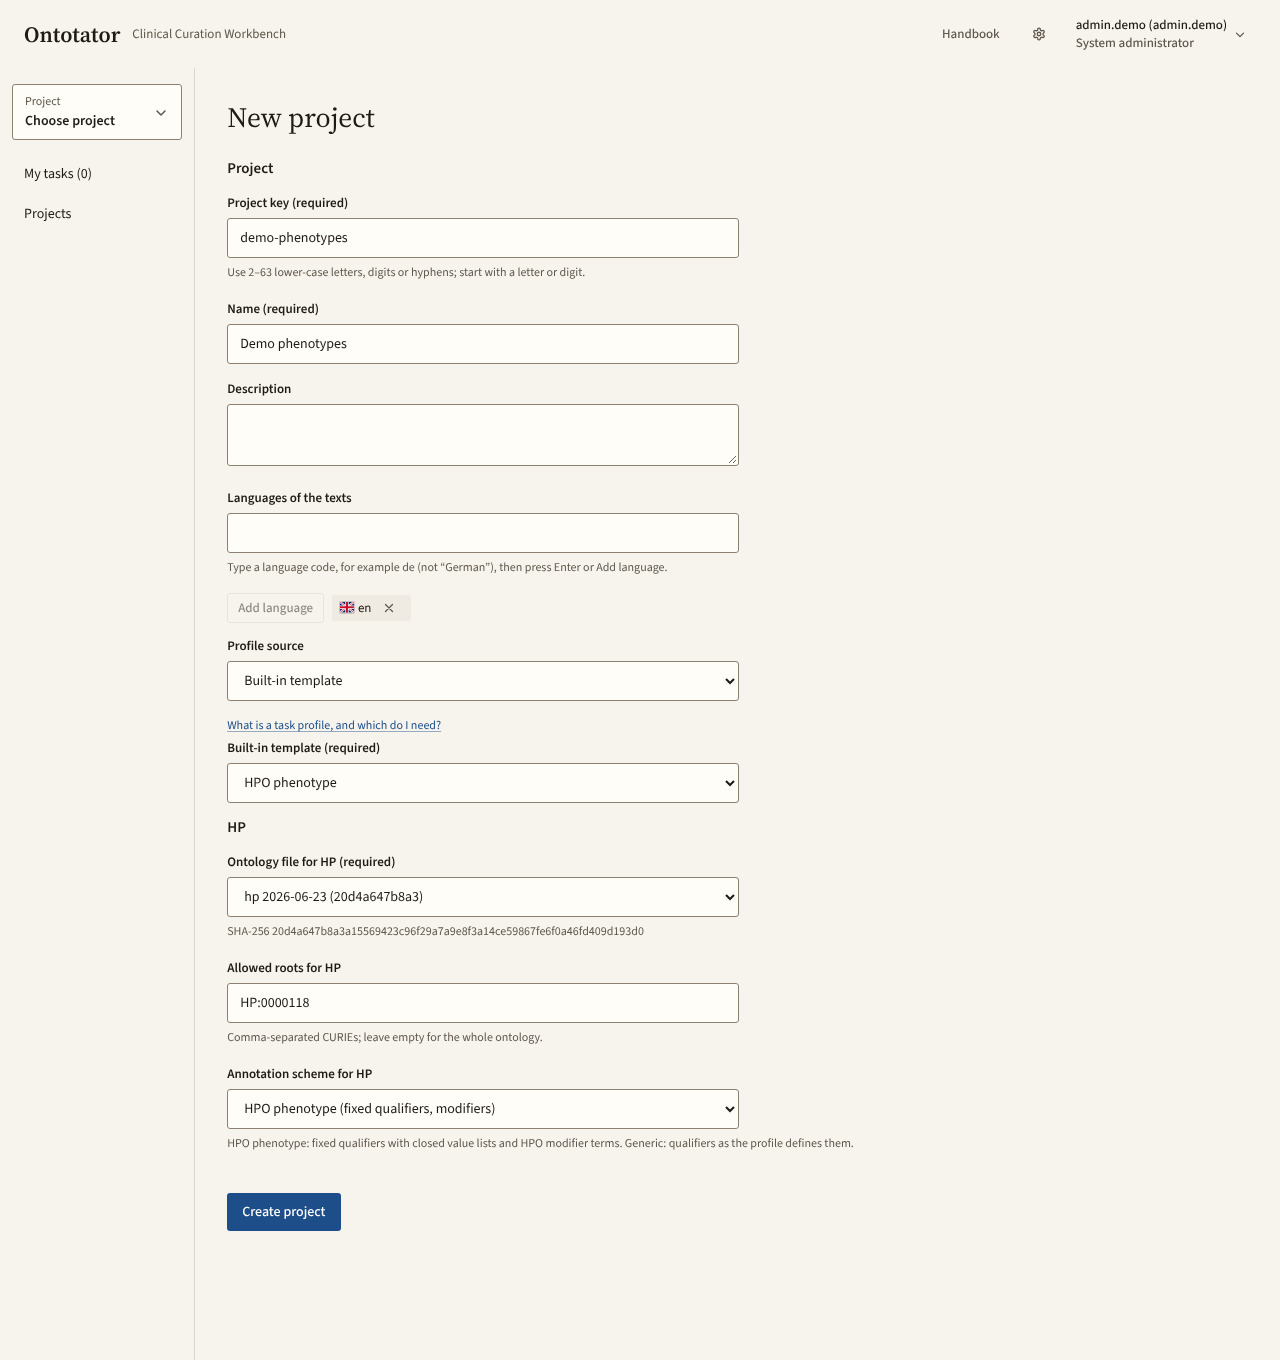 Ontotator
Clinical Curation Workbench
Handbook
admin.demo (admin.demo)
System administrator
Project
Choose project
My tasks (0)
Projects
New project
Project
Project key (required)
demo-phenotypes
Use 2–63 lower-case letters, digits or hyphens; start with a letter or digit.
Name (required)
Demo phenotypes
Description
Languages of the texts
Type a language code, for example de (not “German”), then press Enter or Add language.
Add language
en
Profile source
Built-in template
What is a task profile, and which do I need?
Built-in template (required)
HPO phenotype
HP
Ontology file for HP (required)
hp 2026-06-23 (20d4a647b8a3)
SHA-256 20d4a647b8a3a15569423c96f29a7a9e8f3a14ce59867fe6f0a46fd409d193d0
Allowed roots for HP
HP:0000118
Comma-separated CURIEs; leave empty for the whole ontology.
Annotation scheme for HP
HPO phenotype (fixed qualifiers, modifiers)
HPO phenotype: fixed qualifiers with closed value lists and HPO modifier terms. Generic: qualifiers as the profile defines them.
Create project